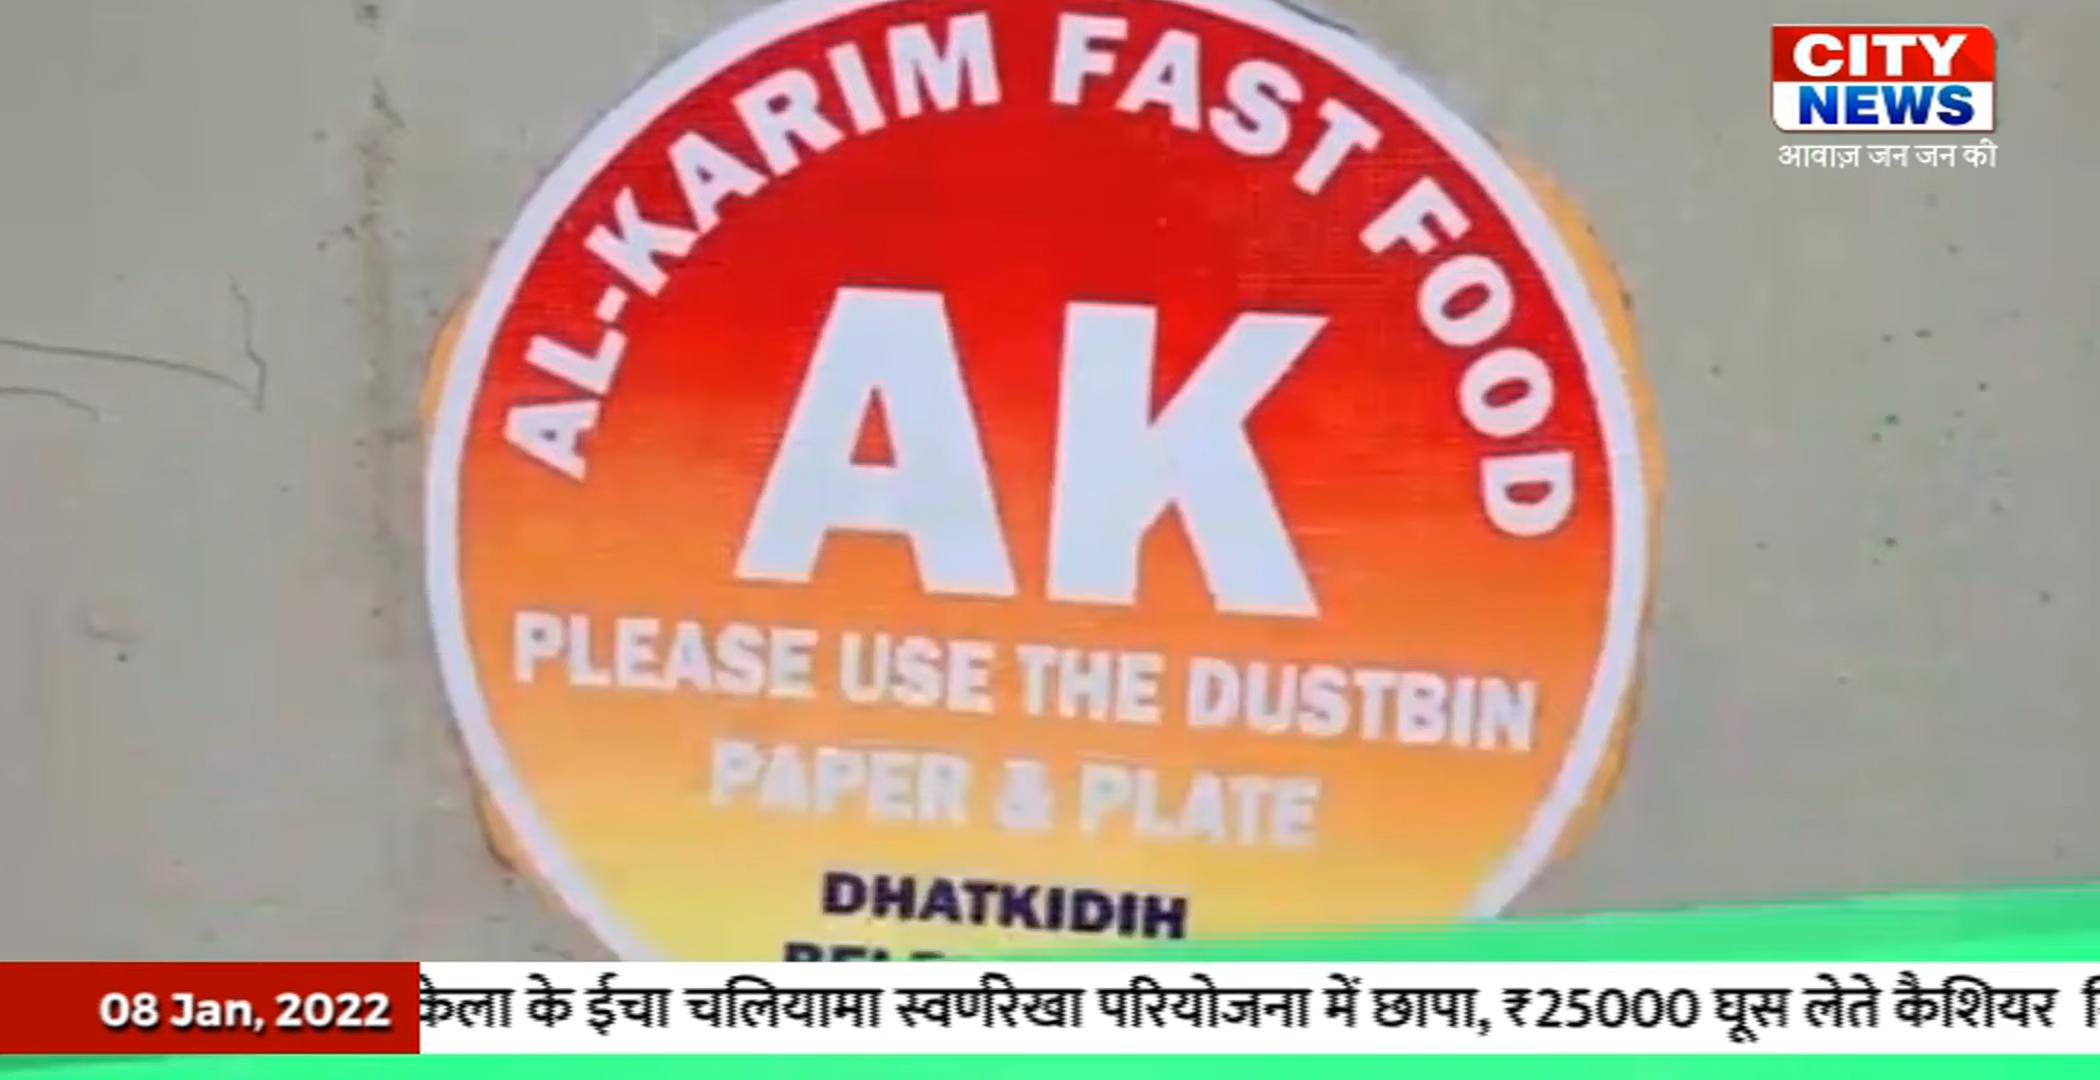 AL-KARIM FAST FOOD
AK
PLEASE USE THE DUSTBIN
PAPER & PLATE
DHATKIDIH
CITY
NEWS
आवाज़ जन जन की
08 Jan, 2022
के ईचा चलियामा स्वर्णरेखा परियोजना में छापा, ₹25000 घूस लेते कैशियर